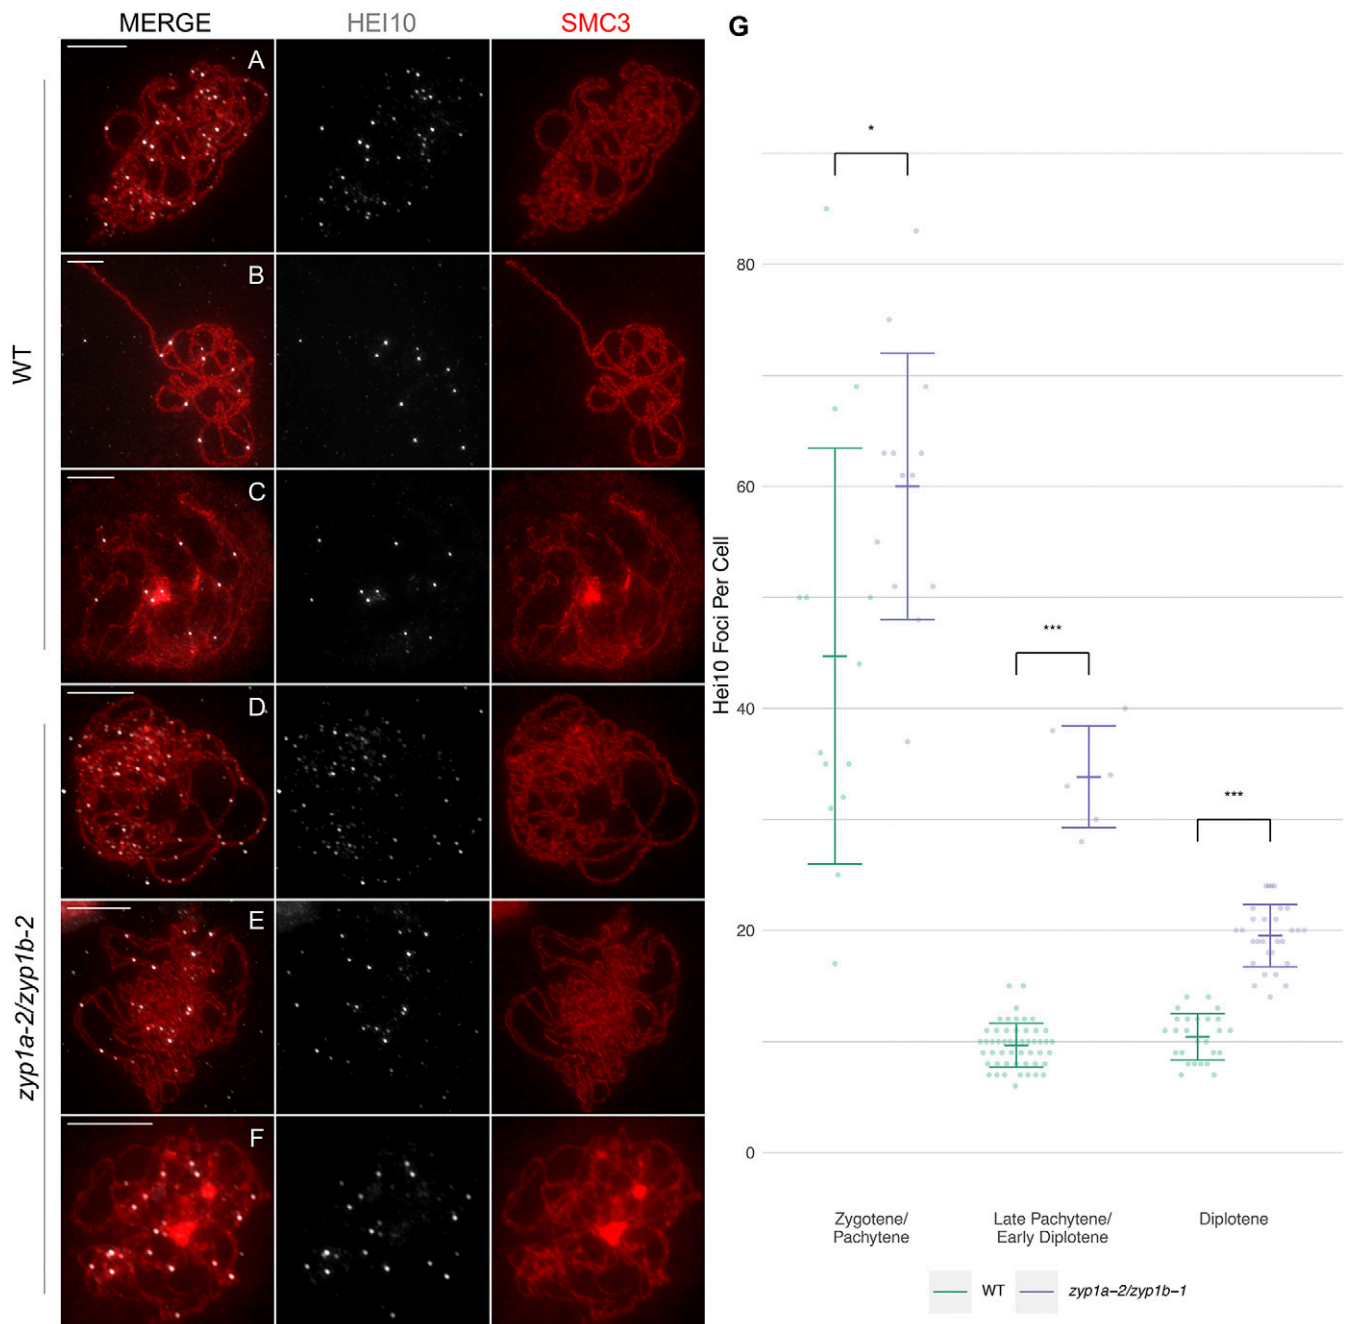 MERGE HEI10 SMC3
G
A
B
C
D
E
F
WT
zyp1a-2/zyp1b-2
Hei10 Foci Per Cell
*
80
60
***
40
***
20
0
Zygotene/
Pachytene
Late Pachytene/
Early Diplotene
Diplotene
WT
zyp1a–2/zyp1b–1